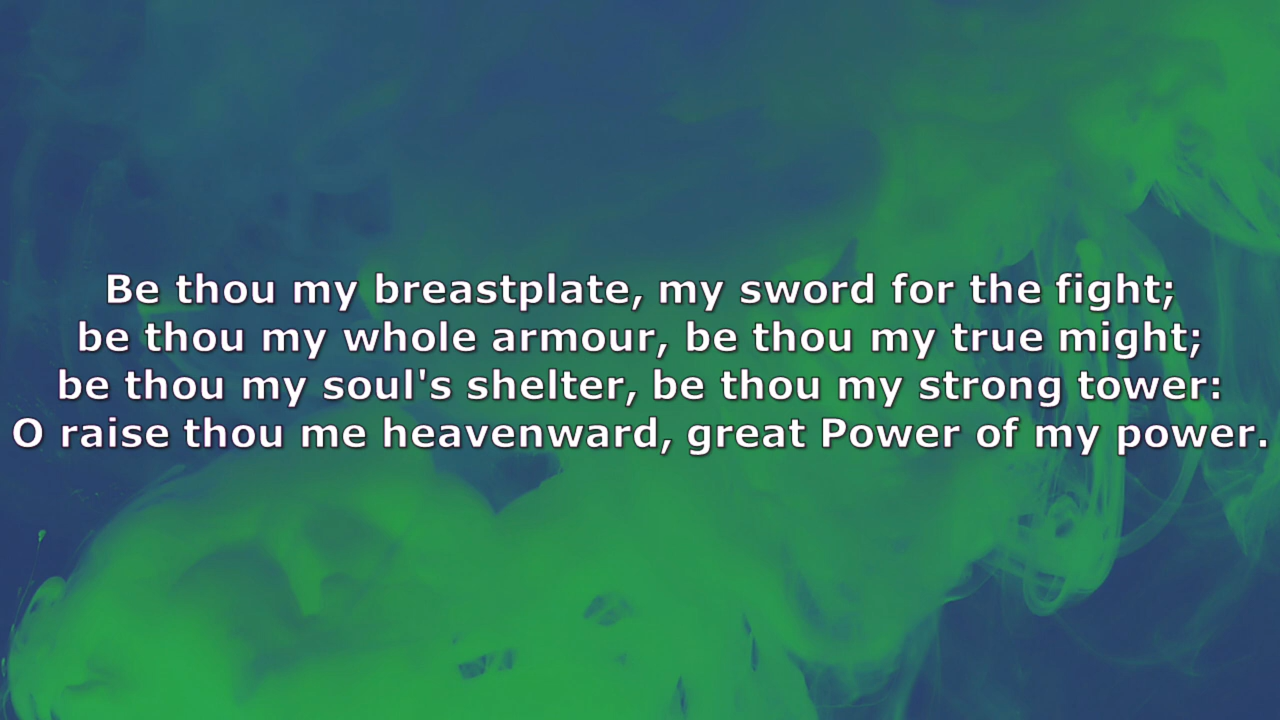 Be thou my breastplate, my sword for the fight;
be thou my whole armour, be thou my true might;
be thou my soul's shelter, be thou my strong tower:
O raise thou me heavenward, great Power of my power.